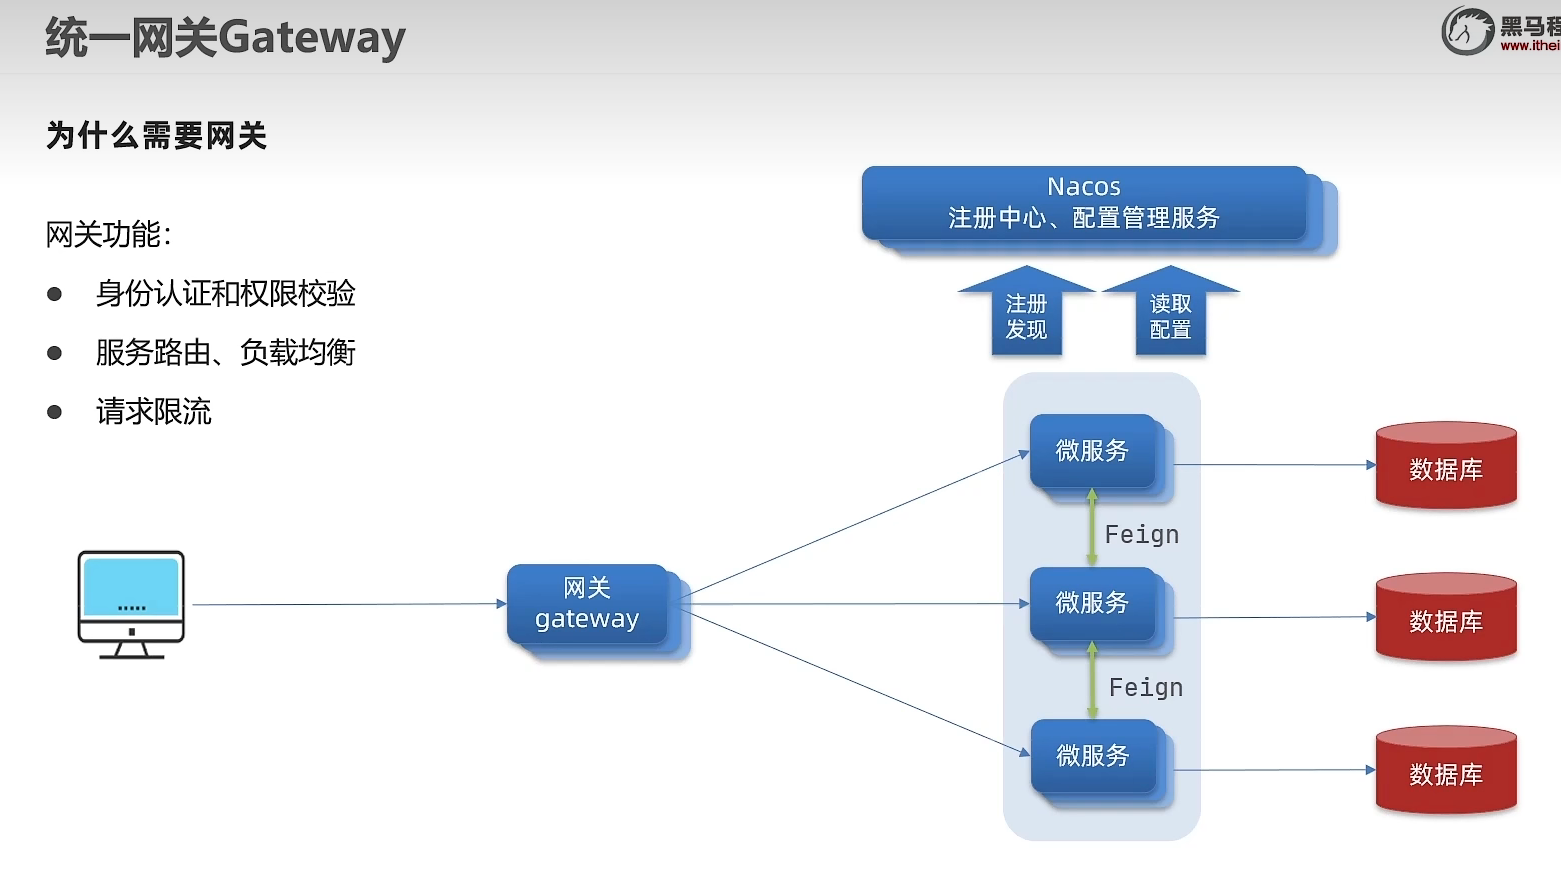 统一网关Gateway
黑马程
www.ithei
为什么需要网关
网关功能：
● 身份认证和权限校验
● 服务路由、负载均衡
● 请求限流
Nacos
注册中心、配置管理服务
注册
发现
读取
配置
微服务
数据库
Feign
网关
gateway
微服务
数据库
Feign
微服务
数据库